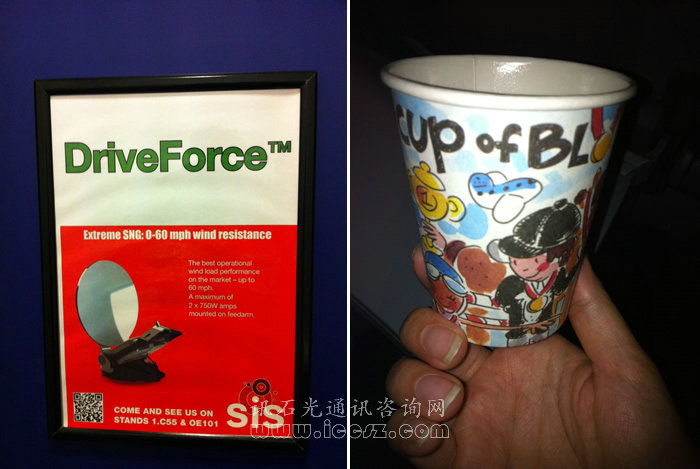 DriveForce™
Extreme SNG: 0-60 mph wind resistance
The best operational
wind load performance
on the market – up to
60 mph.
A maximum of
2 x 750W amps
mounted on feedarm.
COME AND SEE US ON
STANDS 1.C55 & OE101
sis
CUP of BL
讯石光通讯咨询网
www.iccsz.com